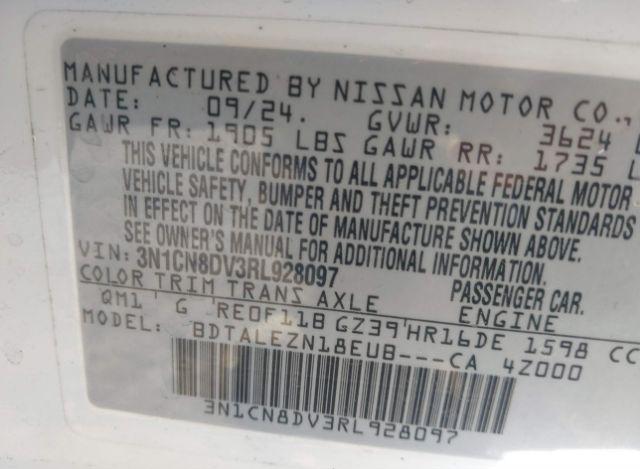 MANUFACTURED BY NISSAN MOTOR CO.,
DATE: 09/24. GVWR: 3624
GAWR FR: 1905 LBS GAWR RR: 1735 L
THIS VEHICLE CONFORMS TO ALL APPLICABLE FEDERAL MOTOR
VEHICLE SAFETY, BUMPER AND THEFT PREVENTION STANDARDS
IN EFFECT ON THE DATE OF MANUFACTURE SHOWN ABOVE.
SEE OWNER'S MANUAL FOR ADDITIONAL INFORMATION
VIN: 3N1CN8DV3RL928097 PASSENGER CAR.
COLOR TRIM TRANS AXLE ENGINE
QM1 G RE0F11B GZ39 HR16DE 1598 CC
MODEL: BDTALEZN18EUB---CA 4Z000
3N1CN8DV3RL928097